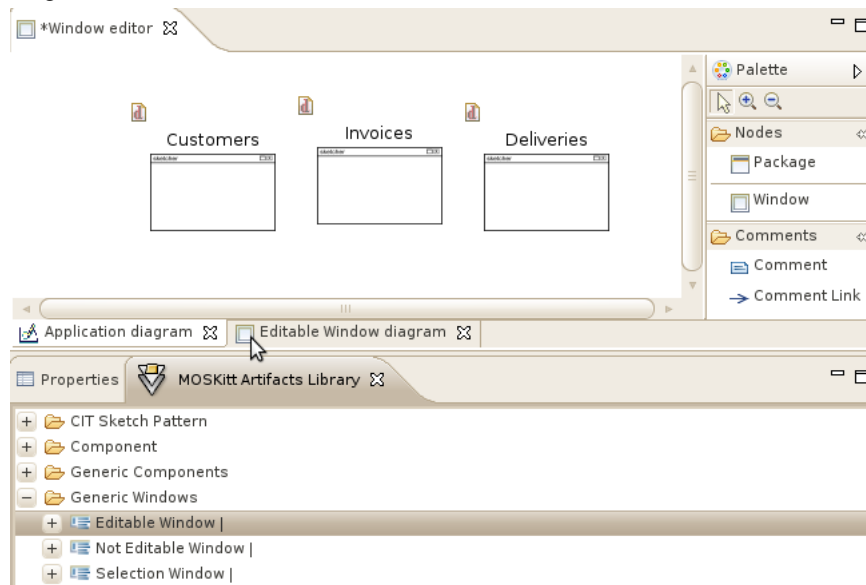 *Window editor
Palette
Customers
Invoices
Deliveries
Nodes
Package
Window
Comments
Comment
Comment Link
Application diagram
Editable Window diagram
Properties
MOSKitt Artifacts Library
CIT Sketch Pattern
Component
Generic Components
Generic Windows
Editable Window |
Not Editable Window |
Selection Window |